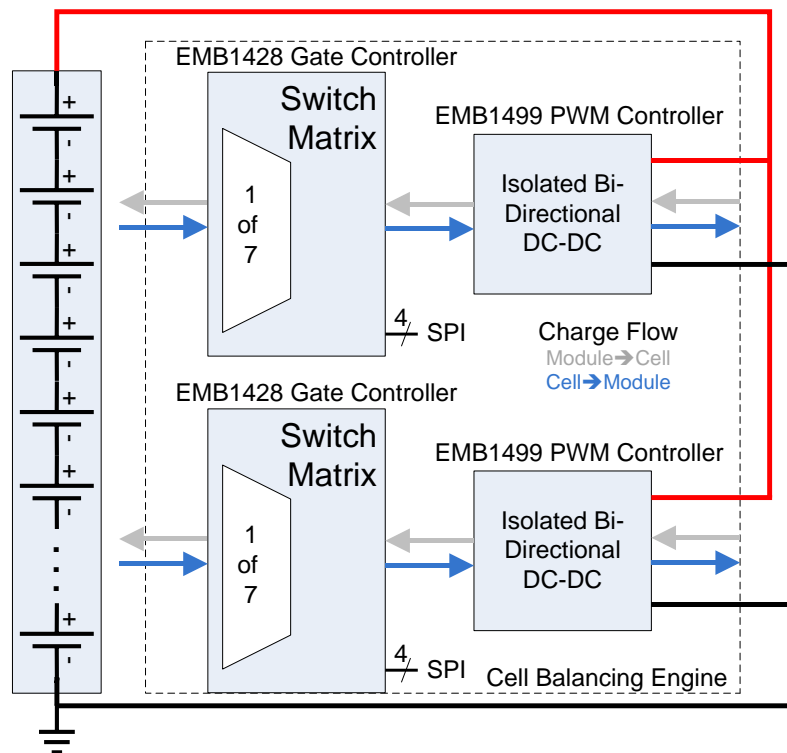 EMB1428 Gate Controller
Switch
Matrix
EMB1499 PWM Controller
1
of
7
Isolated Bi-
Directional
DC-DC
4
SPI
Charge Flow
Module➔Cell
Cell➔Module
EMB1428 Gate Controller
Switch
Matrix
EMB1499 PWM Controller
1
of
7
Isolated Bi-
Directional
DC-DC
4
SPI
Cell Balancing Engine
+
-
+
-
+
-
+
-
+
-
+
-
+
-